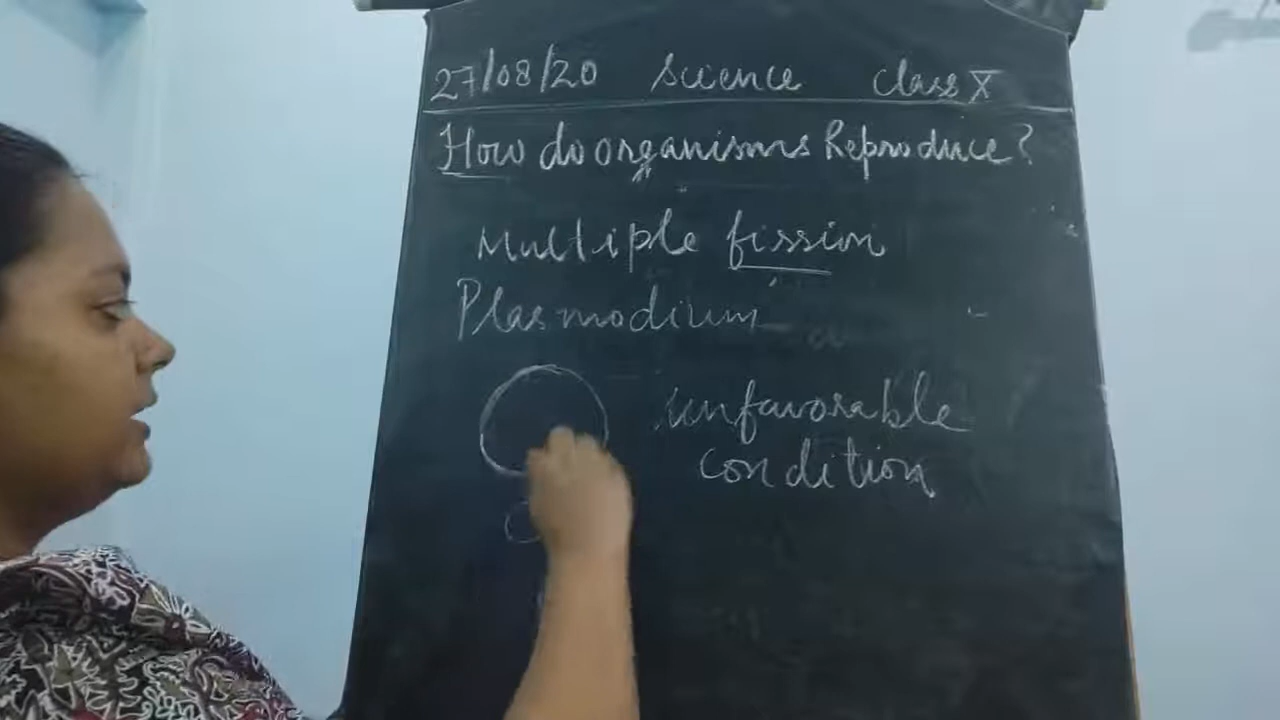 27/08/20 Science Class X
How do organisms Reproduce?
Multiple fission
Plasmodium
unfavorable
condition